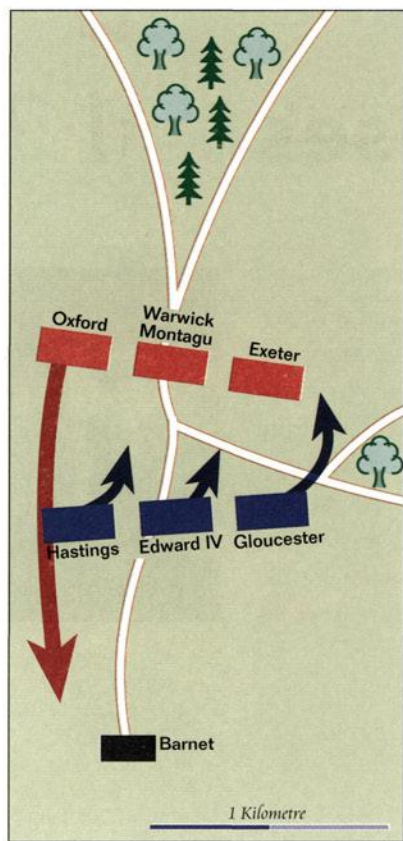 Oxford
Warwick
Montagu
Exeter
Hastings
Edward IV
Gloucester
Barnet
1 Kilometre